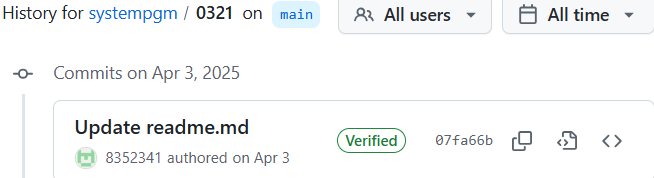 History for systempgm / 0321 on main All users All time
Commits on Apr 3, 2025
Update readme.md
Verified 07fa66b
8352341 authored on Apr 3